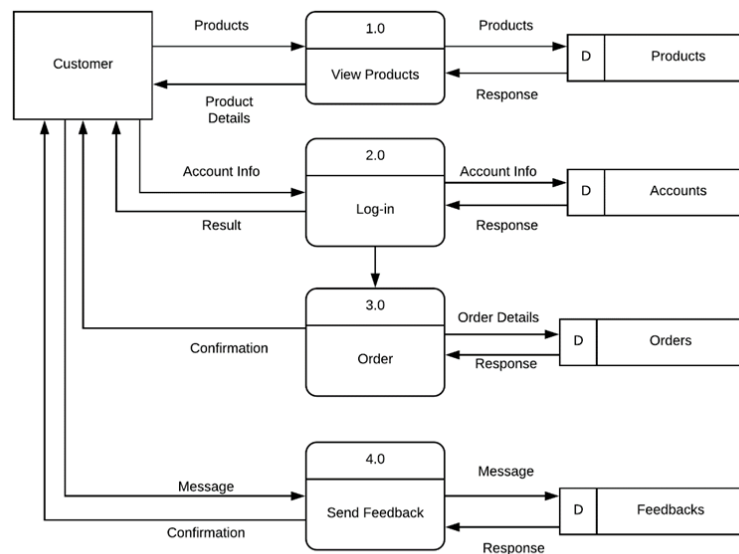 Customer
Products
1.0
View Products
Products
D
Products
Product
Details
Response
2.0
Log-in
Account Info
Result
Account Info
Response
D
Accounts
3.0
Order
Confirmation
Order Details
Response
D
Orders
4.0
Send Feedback
Message
Confirmation
Message
Response
D
Feedbacks